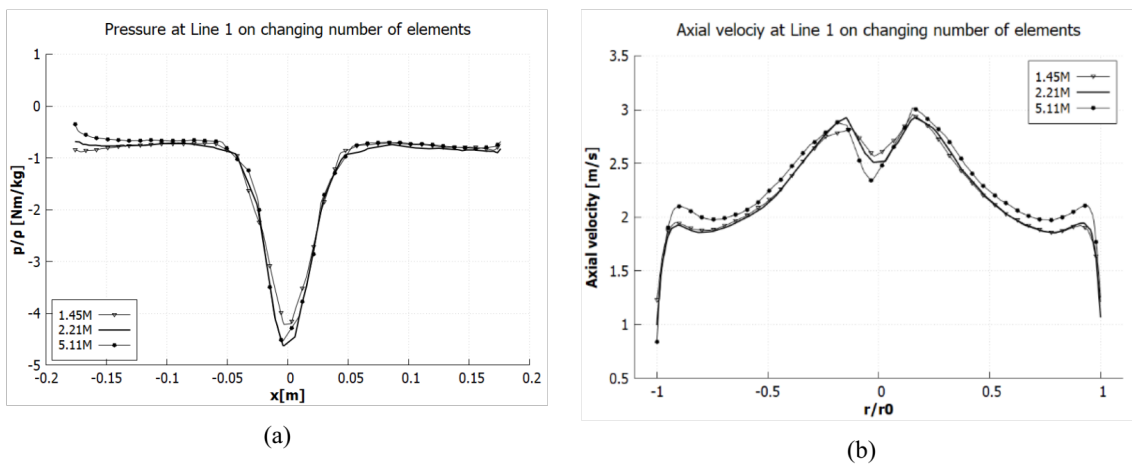 Pressure at Line 1 on changing number of elements
1
0
-1
-2
-3
-4
-5
p/ρ [Nm/kg]
1.45M
2.21M
5.11M
-0.2 -0.15 -0.1 -0.05 0 0.05 0.1 0.15 0.2
x[m]
(a)
Axial velociy at Line 1 on changing number of elements
3.5
3
2.5
2
1.5
1
0.5
Axial velocity [m/s]
1.45M
2.21M
5.11M
-1 -0.5 0 0.5 1
r/r0
(b)